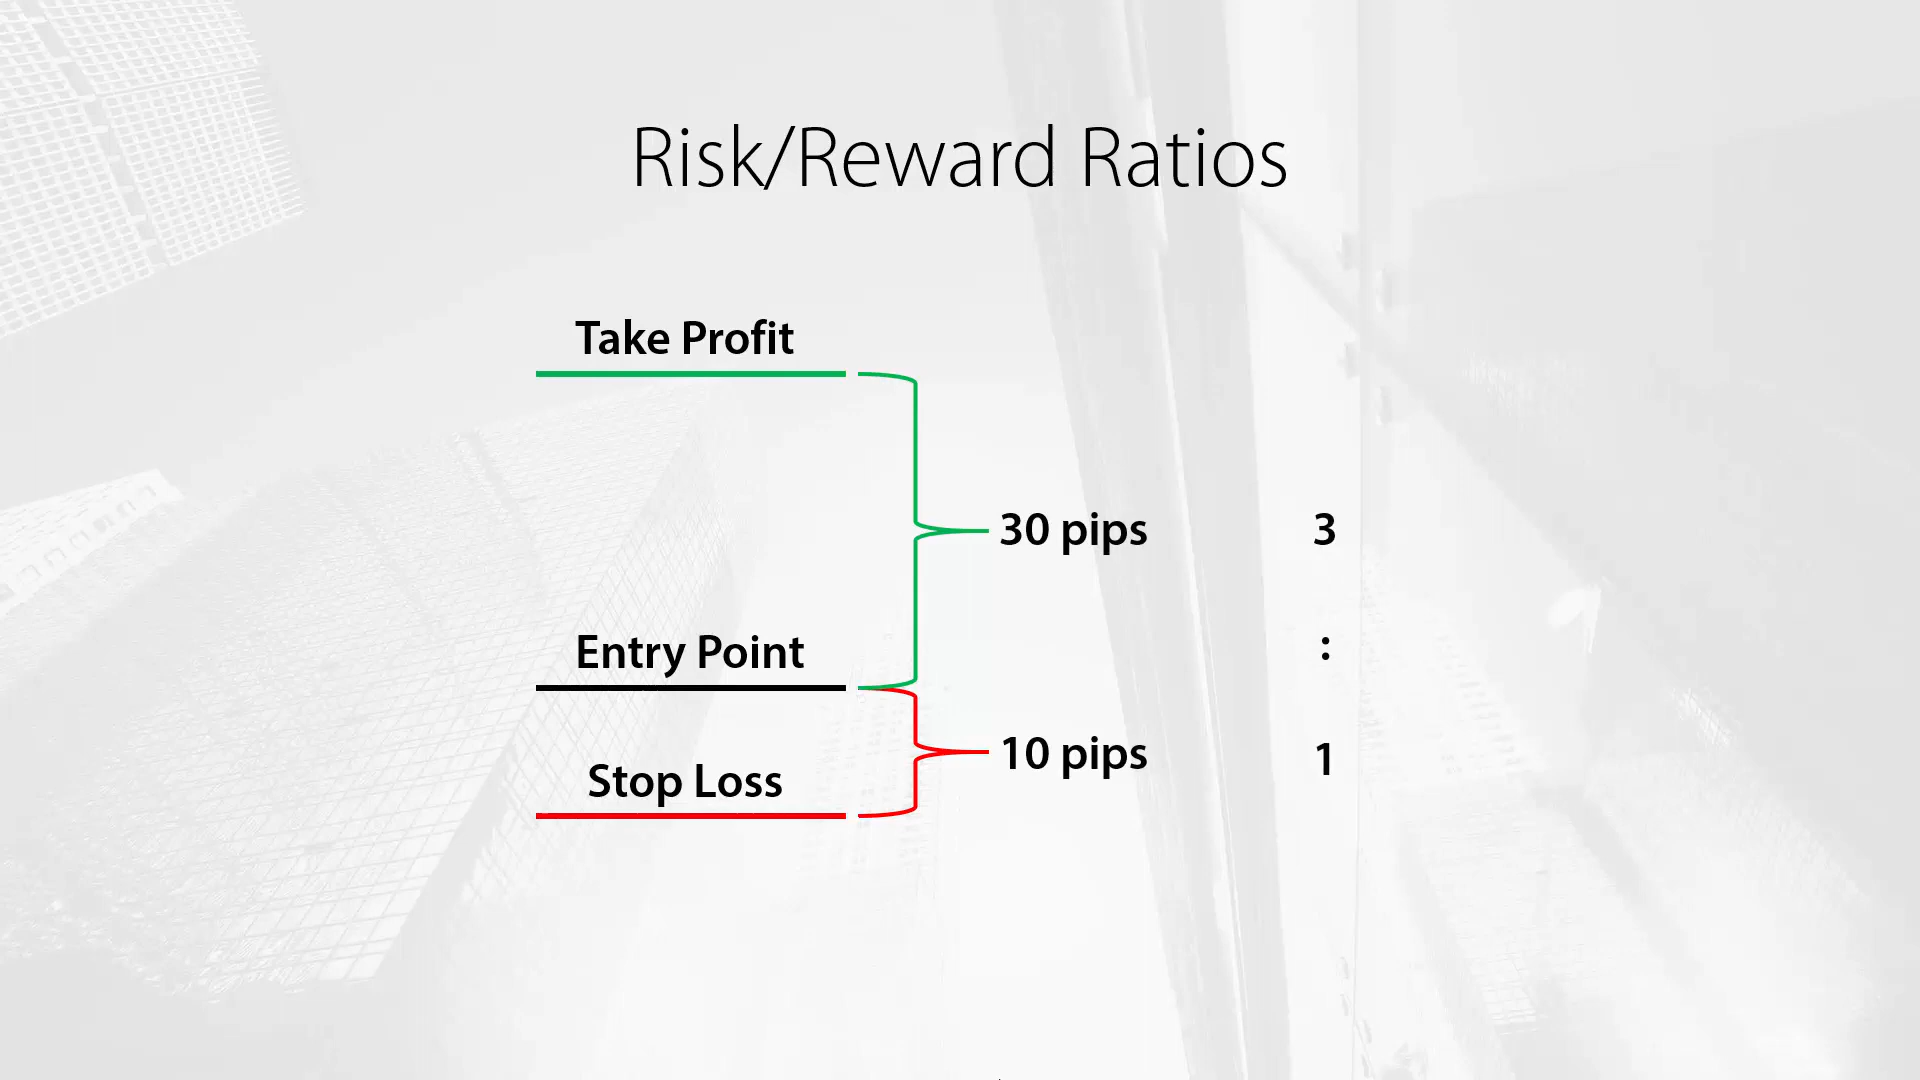 Risk/Reward Ratios
Take Profit
30 pips 3
Entry Point
:
10 pips 1
Stop Loss